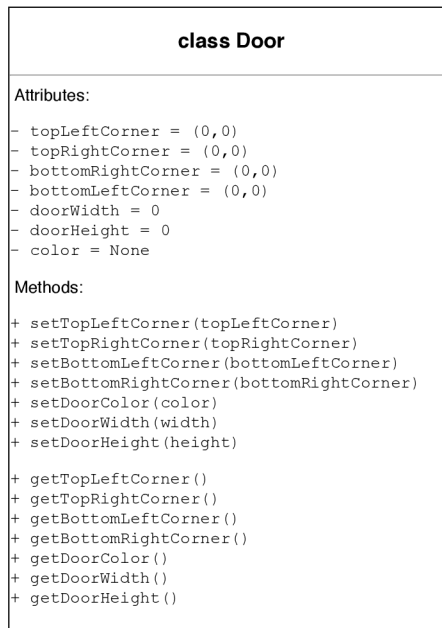 class Door
Attributes:
- topLeftCorner = (0,0)
- topRightCorner = (0,0)
- bottomRightCorner = (0,0)
- bottomLeftCorner = (0,0)
- doorWidth = 0
- doorHeight = 0
- color = None
Methods:
+ setTopLeftCorner(topLeftCorner)
+ setTopRightCorner(topRightCorner)
+ setBottomLeftCorner(bottomLeftCorner)
+ setBottomRightCorner(bottomRightCorner)
+ setDoorColor(color)
+ setDoorWidth(width)
+ setDoorHeight(height)
+ getTopLeftCorner()
+ getTopRightCorner()
+ getBottomLeftCorner()
+ getBottomRightCorner()
+ getDoorColor()
+ getDoorWidth()
+ getDoorHeight()